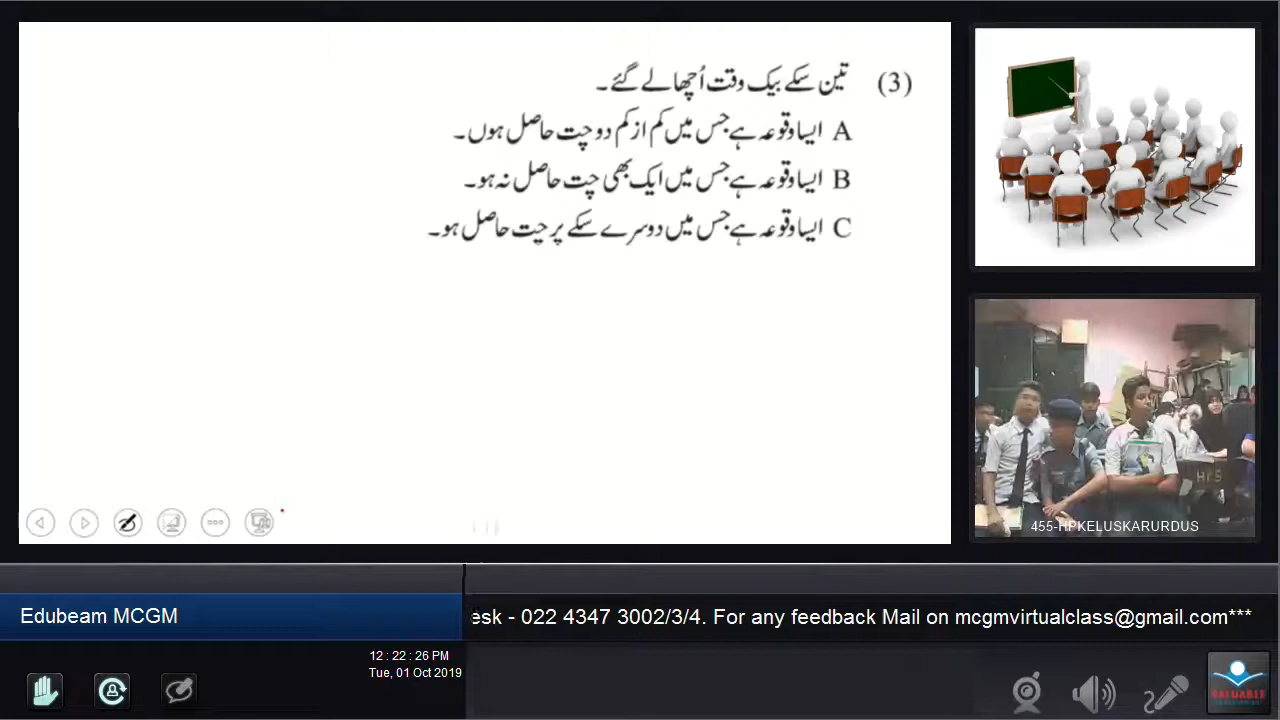 (3) تین سکے بیک وقت اُچھالے گئے۔
A ایسا وقوعہ ہے جس میں کم از کم دو چت حاصل ہوں۔
B ایسا وقوعہ ہے جس میں ایک بھی چت حاصل نہ ہو۔
C ایسا وقوعہ ہے جس میں دوسرے سکے پر چت حاصل ہو۔
HPS
455-HPKELUSKARURDUS
Edubeam MCGM
esk - 022 4347 3002/3/4. For any feedback Mail on mcgmvirtualclass@gmail.com***
12 : 22 : 26 PM
Tue, 01 Oct 2019
VALUABLE